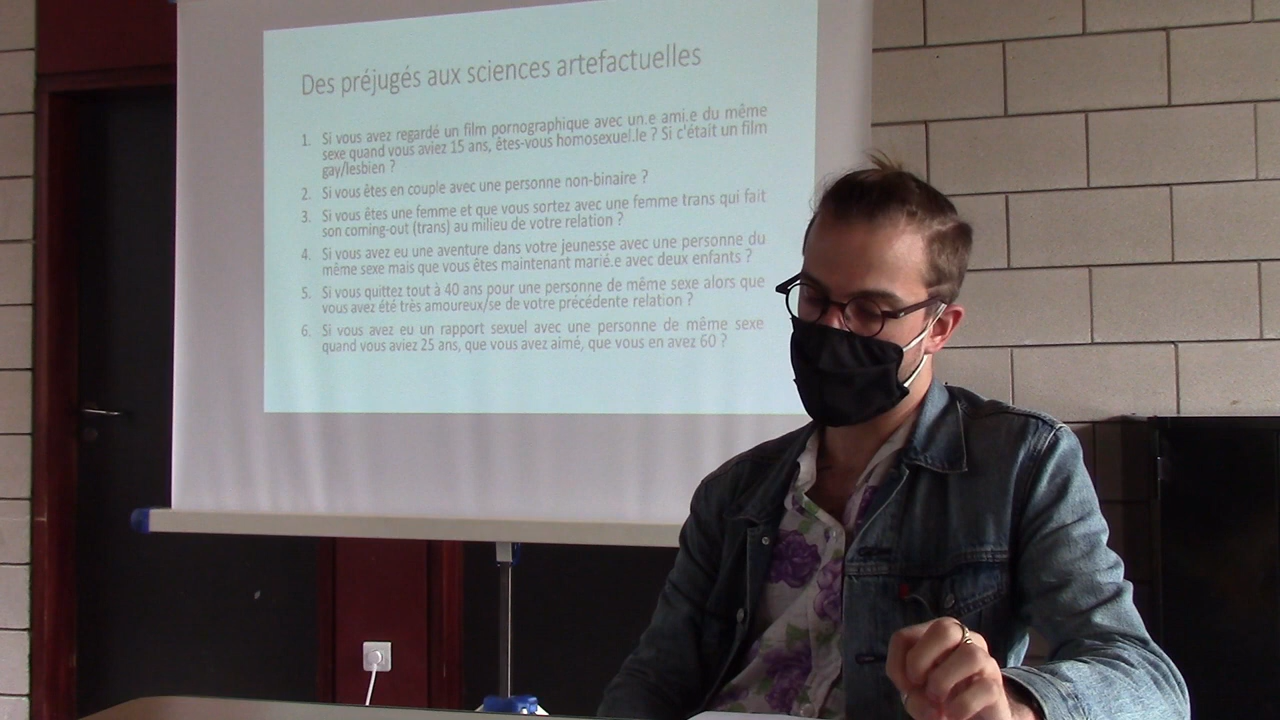 Des préjugés aux sciences artefactuelles
1. Si vous avez regardé un film pornographique avec un.e ami.e du même
sexe quand vous aviez 15 ans, êtes-vous homosexuel.le ? Si c'était un film
gay/lesbien ?
2. Si vous êtes en couple avec une personne non-binaire ?
3. Si vous êtes une femme et que vous sortez avec une femme trans qui fait
son coming-out (trans) au milieu de votre relation ?
4. Si vous avez eu une aventure dans votre jeunesse avec une personne du
même sexe mais que vous êtes maintenant marié.e avec deux enfants ?
5. Si vous quittez tout à 40 ans pour une personne de même sexe alors que
vous avez été très amoureux/se de votre précédente relation ?
6. Si vous avez eu un rapport sexuel avec une personne de même sexe
quand vous aviez 25 ans, que vous avez aimé, que vous en avez 60 ?